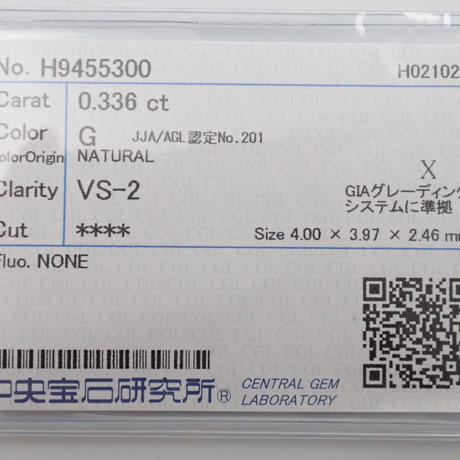 No. H9455300 H02102
Carat 0.336 ct
Color G JJA/AGL認定No.201
ColorOrigin NATURAL
X
Clarity VS-2 GIAグレーディング
システムに準拠
Cut **** Size 4.00 × 3.97 × 2.46 mm
Fluo. NONE
中央宝石研究所® CENTRAL GEM
LABORATORY